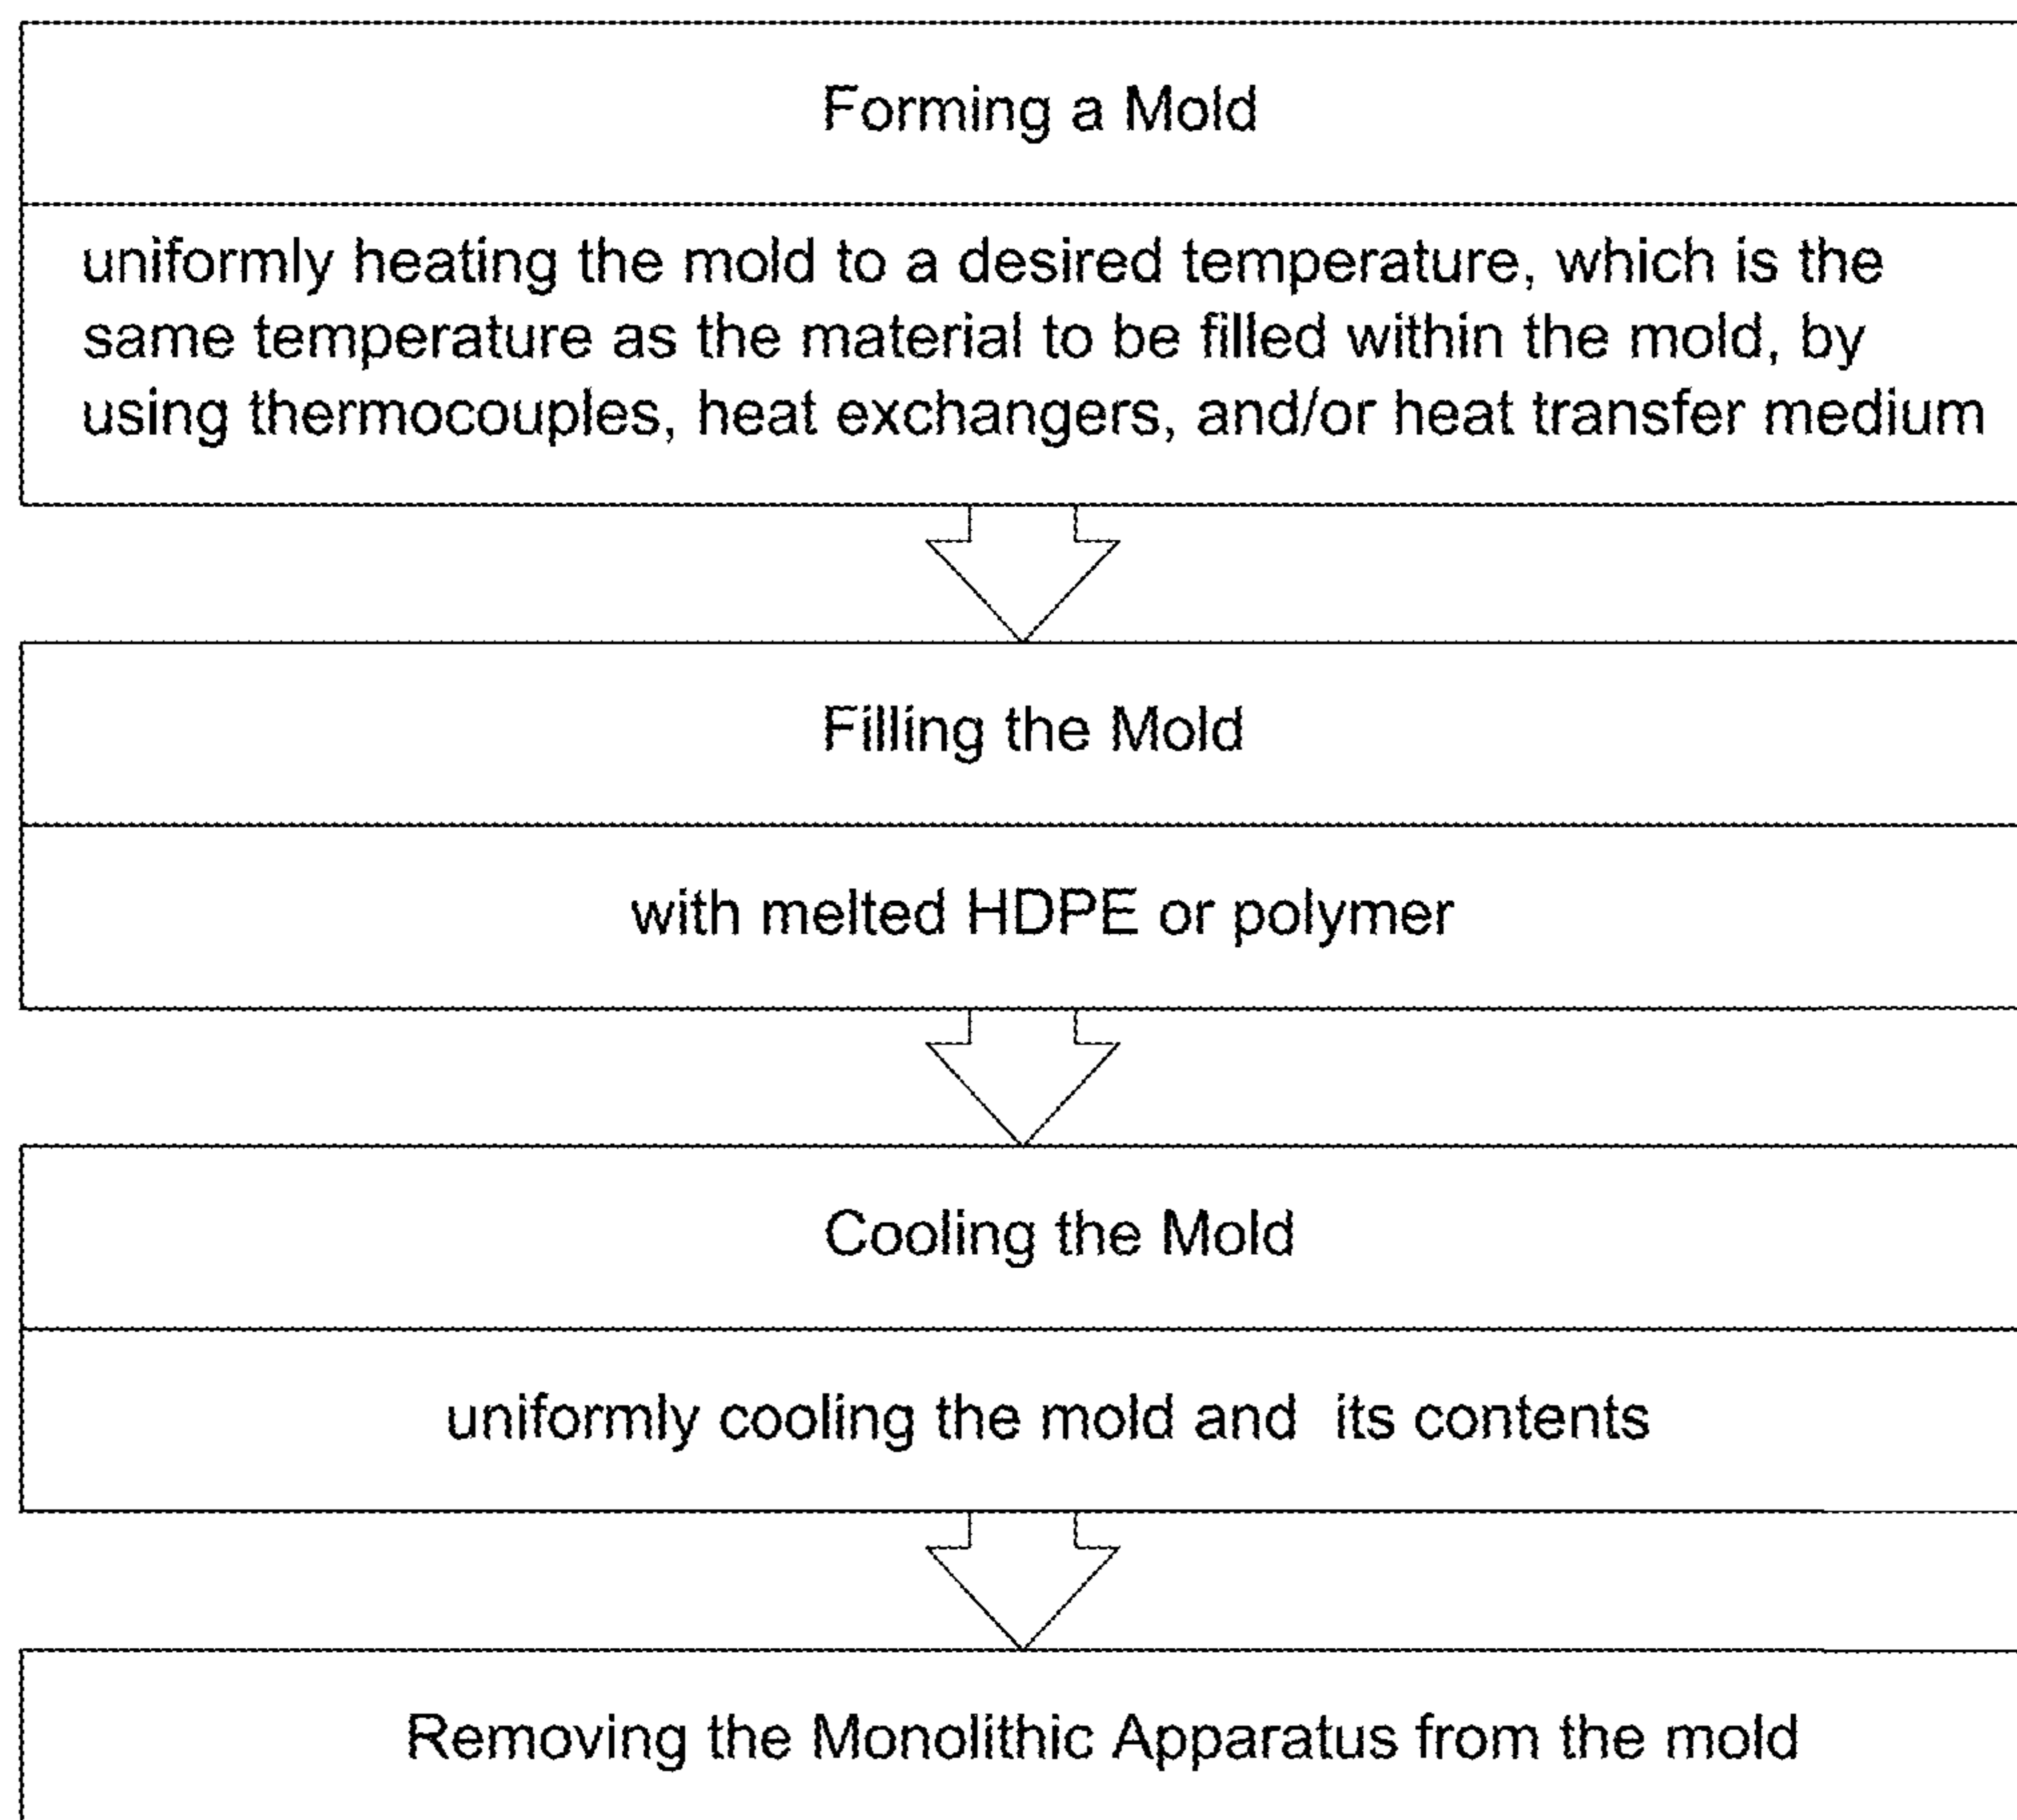 Forming a Mold
uniformly heating the mold to a desired temperature, which is the
same temperature as the material to be filled within the mold, by
using thermocouples, heat exchangers, and/or heat transfer medium
Filling the Mold
with melted HDPE or polymer
Cooling the Mold
uniformly cooling the mold and  its contents
Removing the Monolithic Apparatus from the mold